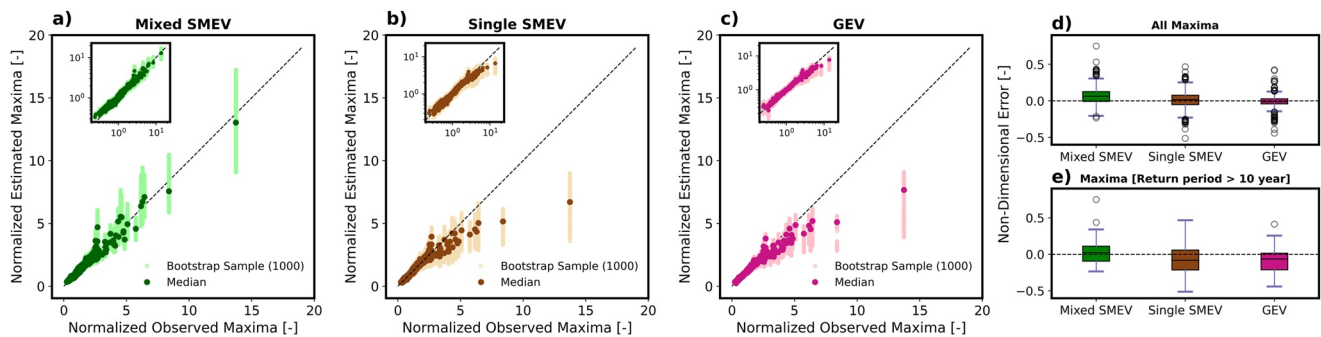 a)
Mixed SMEV
Normalized Estimated Maxima [-]
20
15
10
5
0
10¹
10⁰
10⁰
10¹
Bootstrap Sample (1000)
Median
0
5
10
15
20
Normalized Observed Maxima [-]
b)
Single SMEV
Normalized Estimated Maxima [-]
20
15
10
5
0
10¹
10⁰
10⁰
10¹
Bootstrap Sample (1000)
Median
0
5
10
15
20
Normalized Observed Maxima [-]
c)
GEV
Normalized Estimated Maxima [-]
20
15
10
5
0
10¹
10⁰
10⁰
10¹
Bootstrap Sample (1000)
Median
0
5
10
15
20
Normalized Observed Maxima [-]
Non-Dimensional Error [-]
d)
All Maxima
0.5
0.0
−0.5
Mixed SMEV
Single SMEV
GEV
e)
Maxima [Return period > 10 year]
0.5
0.0
−0.5
Mixed SMEV
Single SMEV
GEV